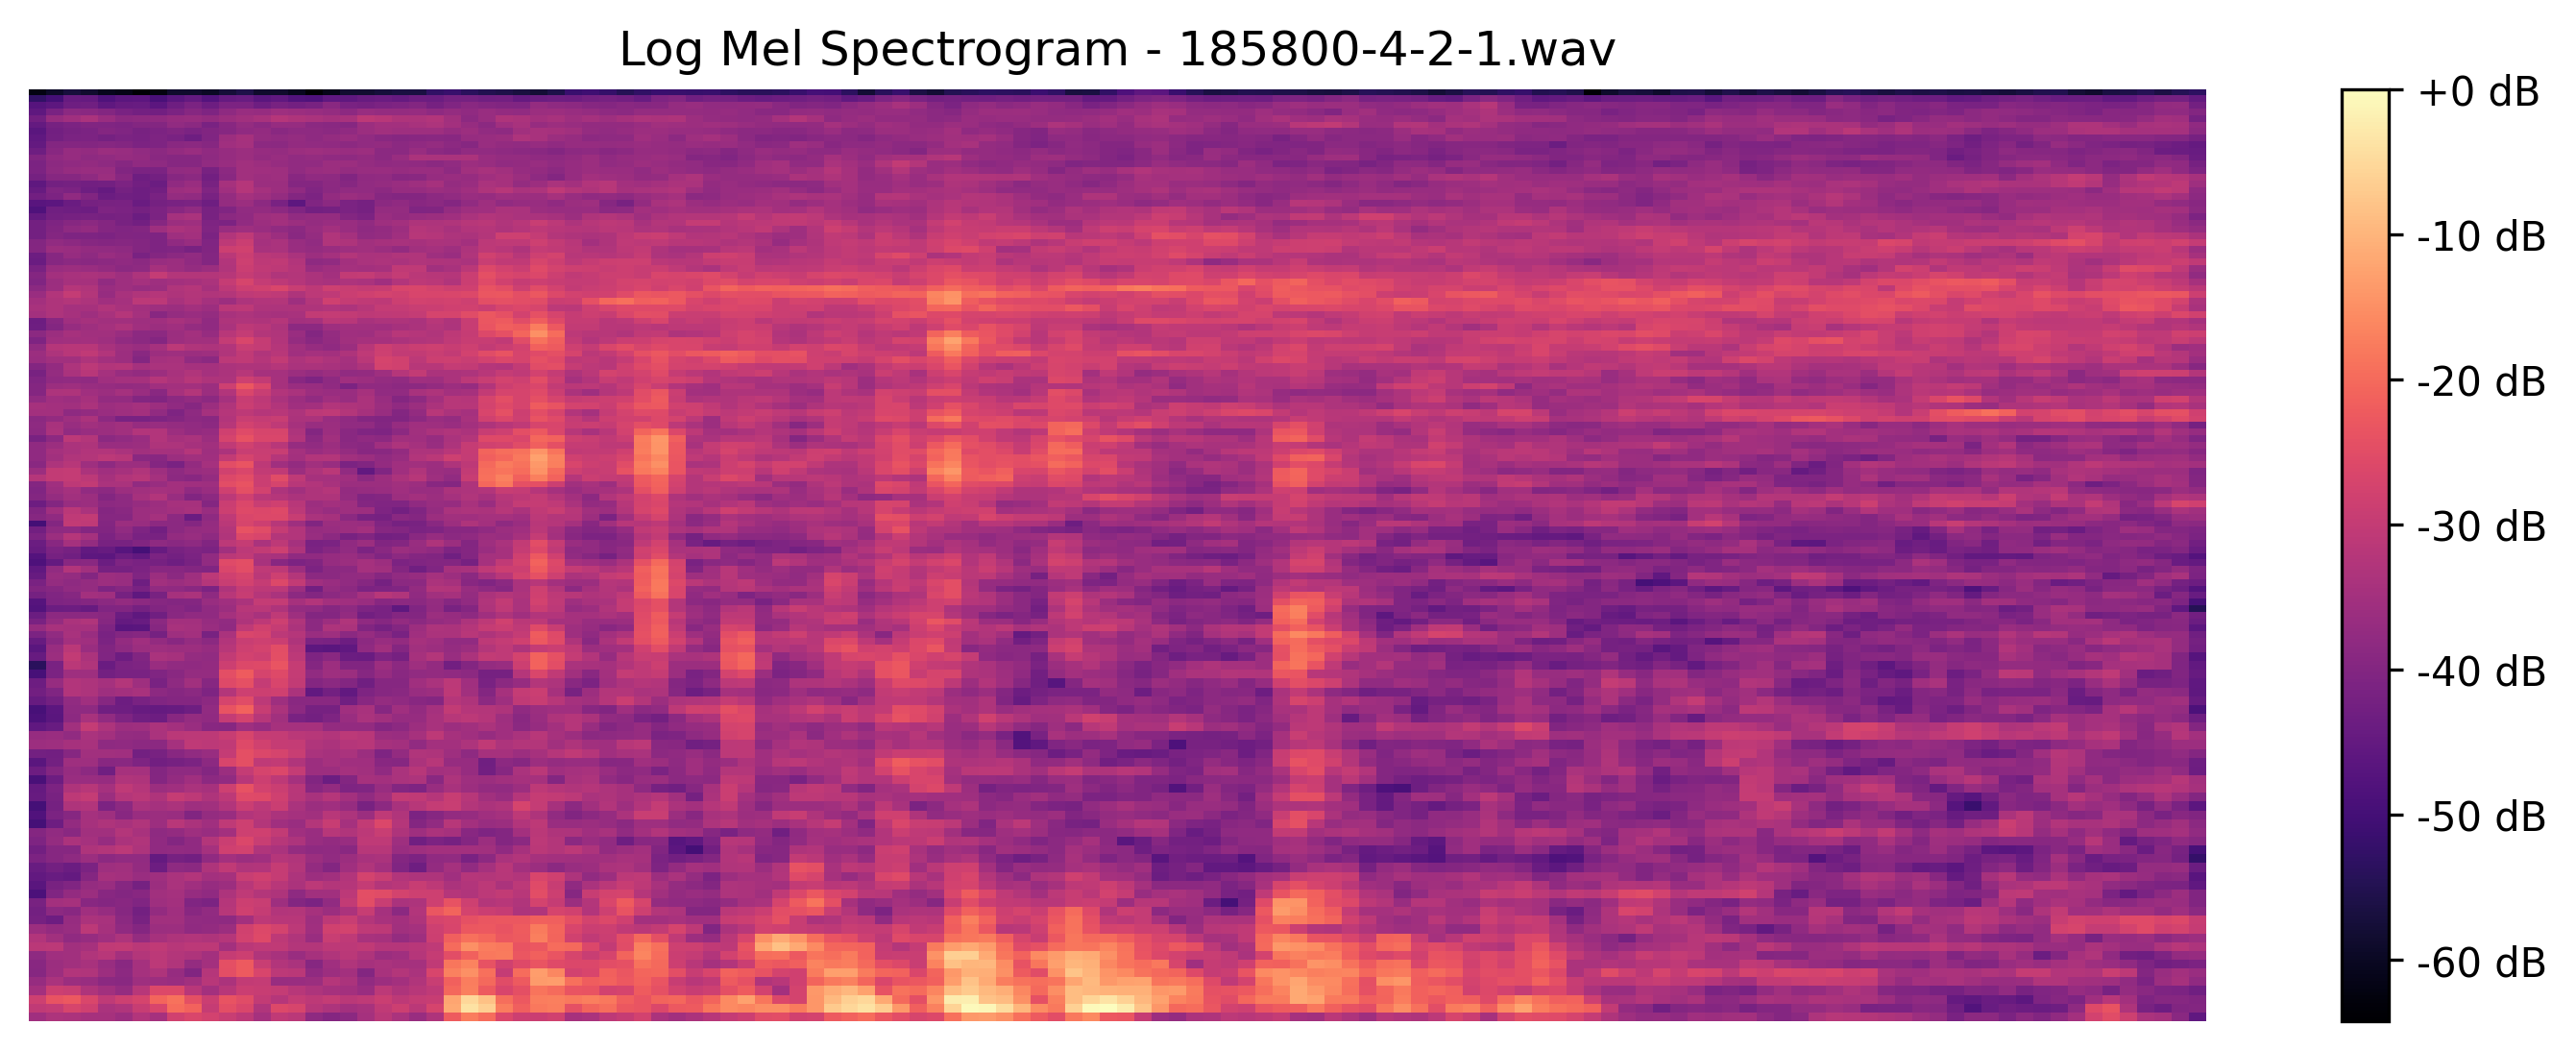 Log Mel Spectrogram - 185800-4-2-1.wav
+0 dB
-10 dB
-20 dB
-30 dB
-40 dB
-50 dB
-60 dB